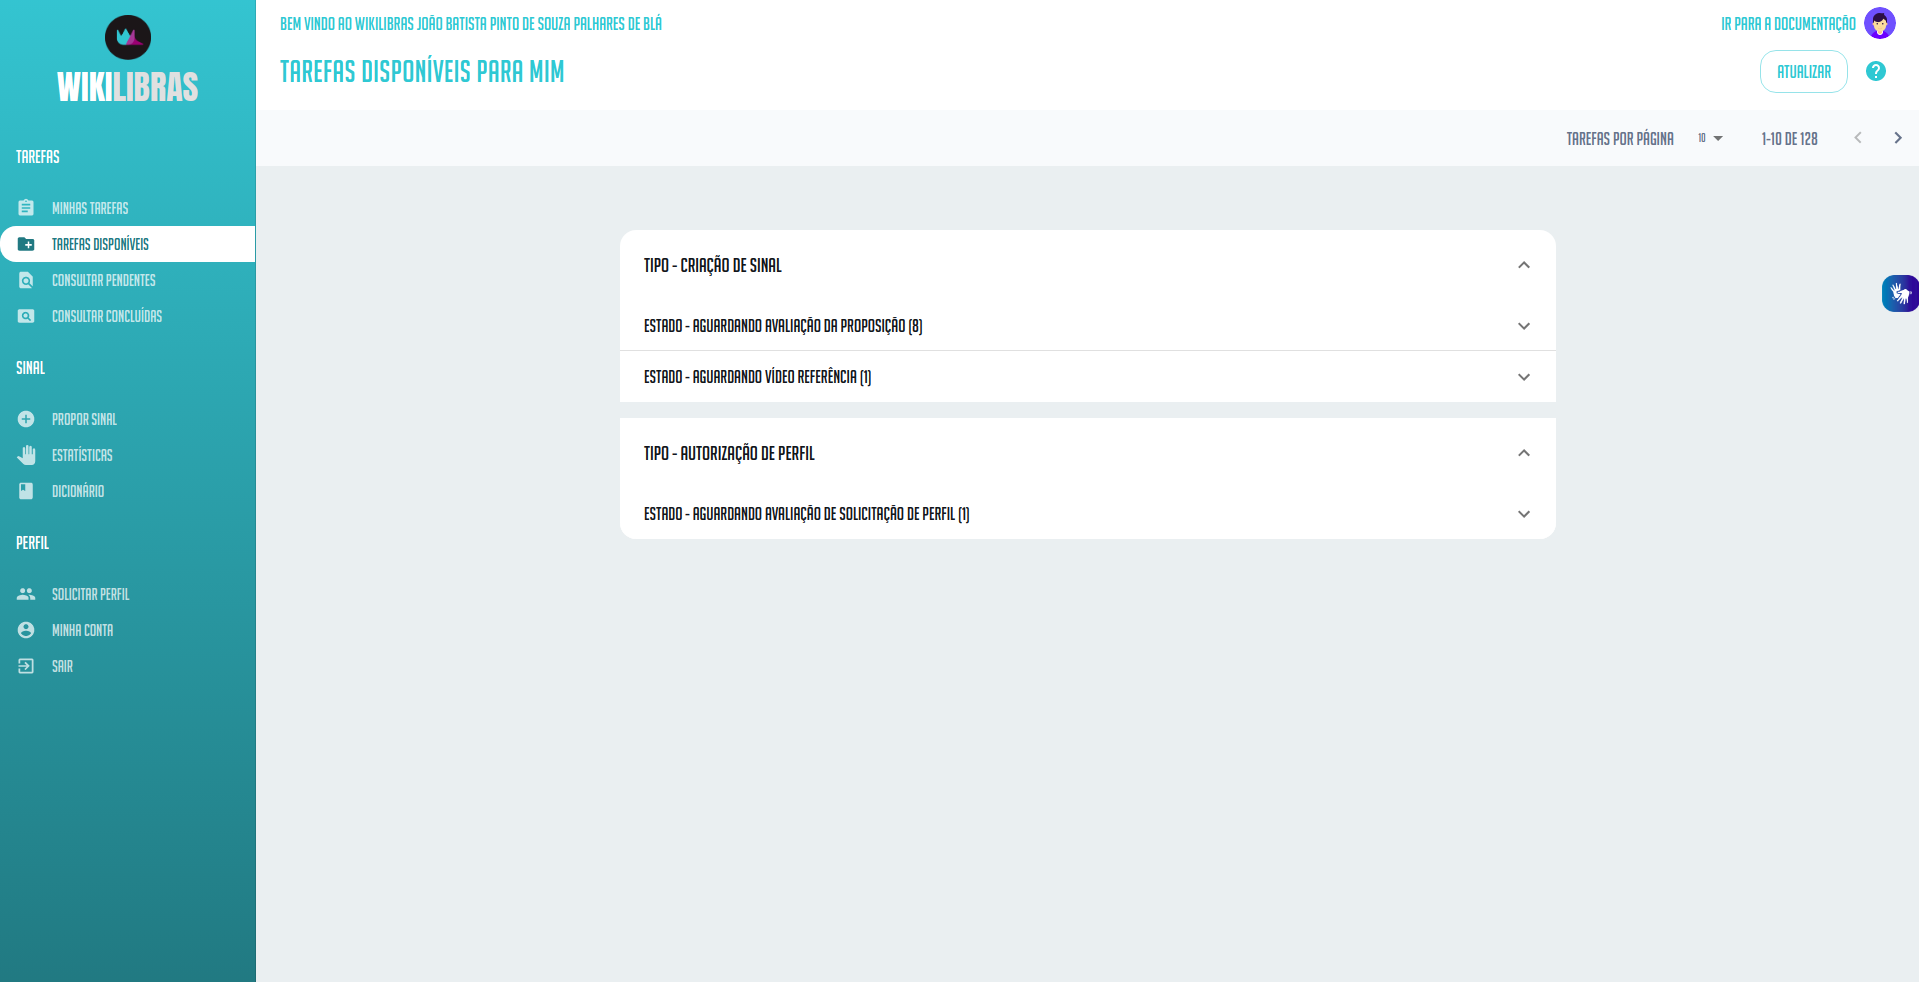 WIKILIBRAS
TAREFAS
MINHAS TAREFAS
TAREFAS DISPONÍVEIS
CONSULTAR PENDENTES
CONSULTAR CONCLUÍDAS
SINAL
PROPOR SINAL
ESTATÍSTICAS
DICIONÁRIO
PERFIL
SOLICITAR PERFIL
MINHA CONTA
SAIR
BEM VINDO AO WIKILIBRAS JOÃO BATISTA PINTO DE SOUZA PALHARES DE BLÁ
IR PARA A DOCUMENTAÇÃO
TAREFAS DISPONÍVEIS PARA MIM
ATUALIZAR
TAREFAS POR PÁGINA 10 1-10 DE 128
TIPO - CRIAÇÃO DE SINAL
ESTADO - AGUARDANDO AVALIAÇÃO DA PROPOSIÇÃO (8)
ESTADO - AGUARDANDO VÍDEO REFERÊNCIA (1)
TIPO - AUTORIZAÇÃO DE PERFIL
ESTADO - AGUARDANDO AVALIAÇÃO DE SOLICITAÇÃO DE PERFIL (1)